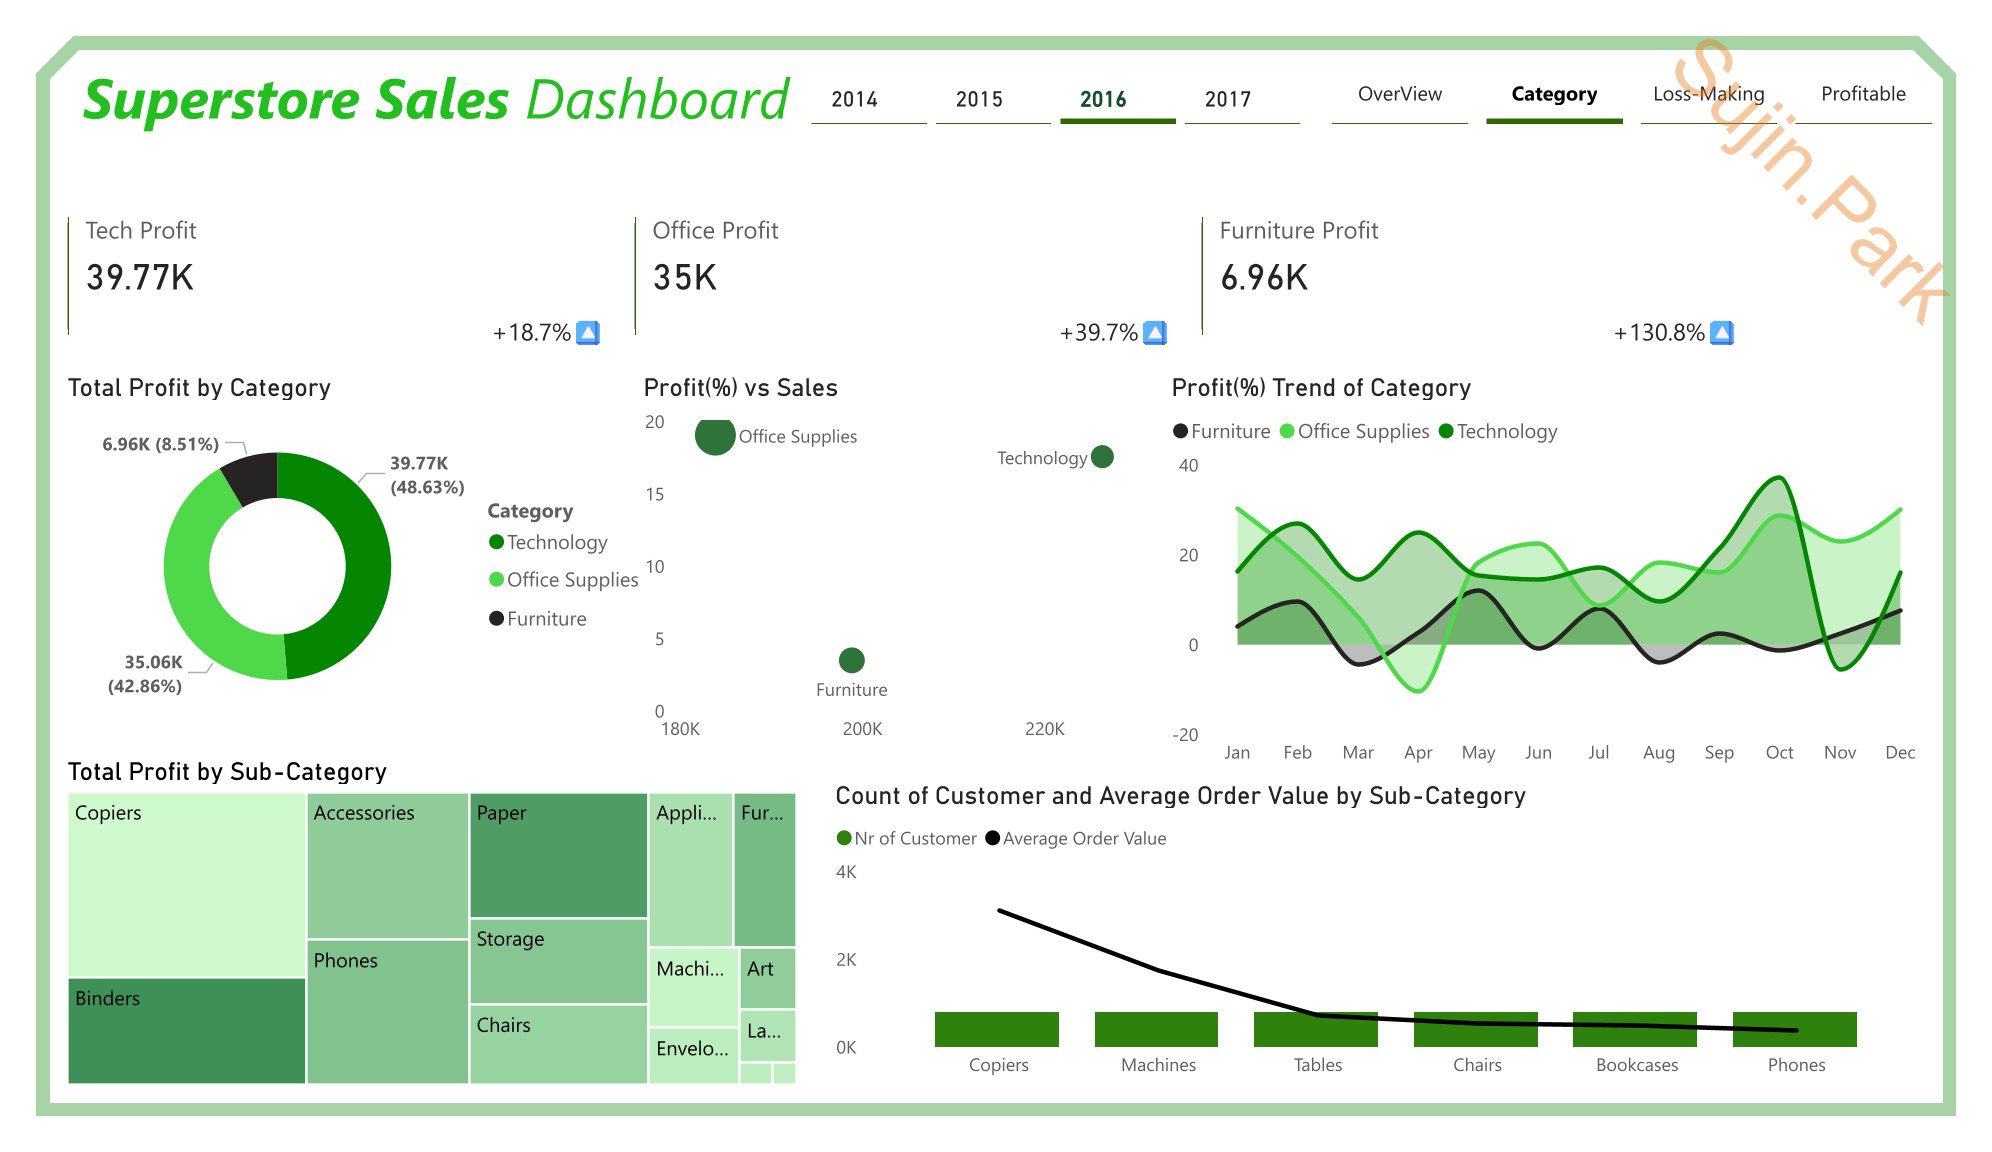 Superstore Sales Dashboard
2014
2015
2016
2017
OverView
Category
Loss-Making
Profitable
Sujin.Park
Tech Profit
39.77K
+18.7%
Office Profit
35K
+39.7%
Furniture Profit
6.96K
+130.8%
Total Profit by Category
6.96K (8.51%)
39.77K
(48.63%)
35.06K
(42.86%)
Category
Technology
Office Supplies
Furniture
Profit(%) vs Sales
20
15
10
5
0
180K
200K
220K
Office Supplies
Technology
Furniture
Profit(%) Trend of Category
Furniture
Office Supplies
Technology
40
20
0
-20
Jan
Feb
Mar
Apr
May
Jun
Jul
Aug
Sep
Oct
Nov
Dec
Total Profit by Sub-Category
Copiers
Binders
Accessories
Phones
Paper
Storage
Chairs
Appli...
Fur...
Machi...
Envelo...
Art
La...
Count of Customer and Average Order Value by Sub-Category
Nr of Customer
Average Order Value
4K
2K
0K
Copiers
Machines
Tables
Chairs
Bookcases
Phones